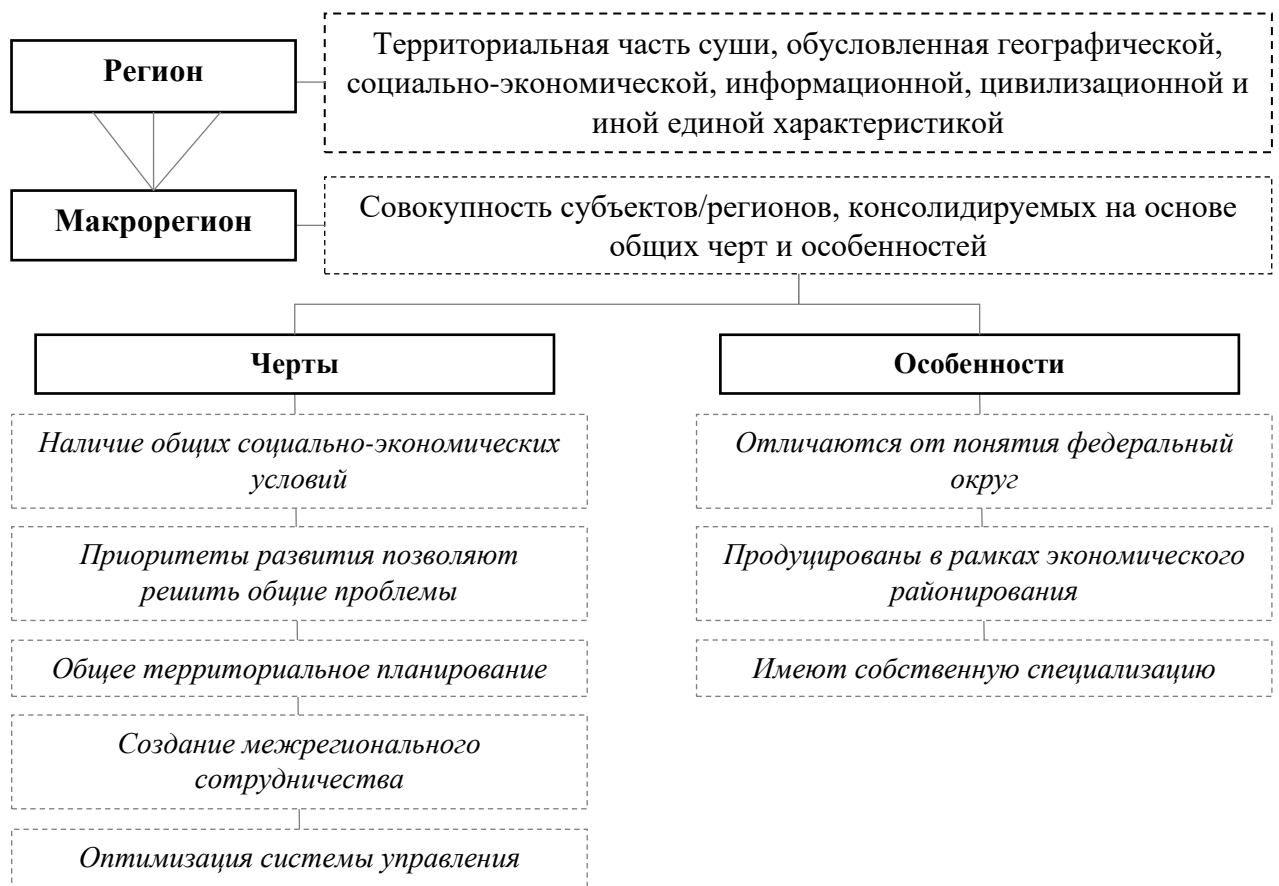 Регион
Территориальная часть суши, обусловленная географической,
социально-экономической, информационной, цивилизационной и
иной единой характеристикой
Макрорегион
Совокупность субъектов/регионов, консолидируемых на основе
общих черт и особенностей
Черты
Наличие общих социально-экономических
условий
Приоритеты развития позволяют
решить общие проблемы
Общее территориальное планирование
Создание межрегионального
сотрудничества
Оптимизация системы управления
Особенности
Отличаются от понятия федеральный
округ
Продуцированы в рамках экономического
районирования
Имеют собственную специализацию